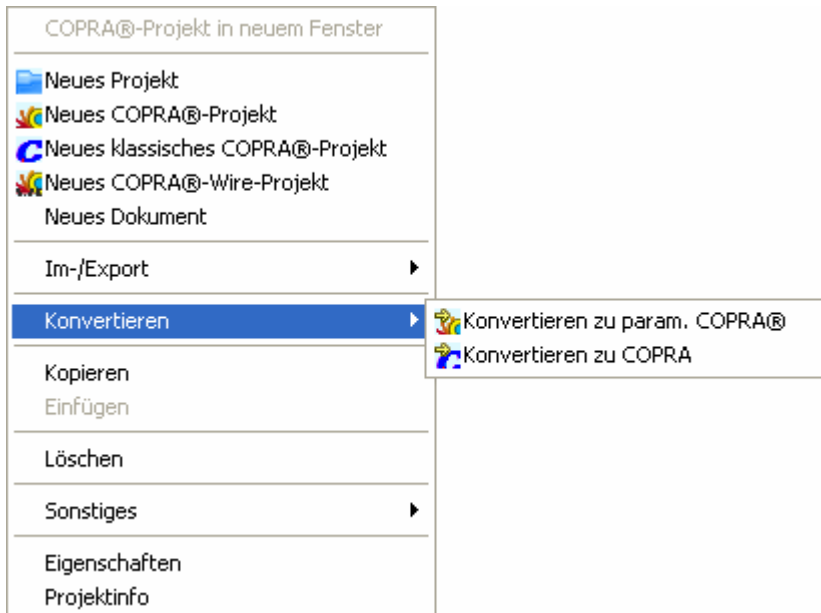 COPRA®-Projekt in neuem Fenster
Neues Projekt
Neues COPRA®-Projekt
Neues klassisches COPRA®-Projekt
Neues COPRA®-Wire-Projekt
Neues Dokument
Im-/Export
Konvertieren
Konvertieren zu param. COPRA®
Konvertieren zu COPRA
Kopieren
Einfügen
Löschen
Sonstiges
Eigenschaften
Projektinfo